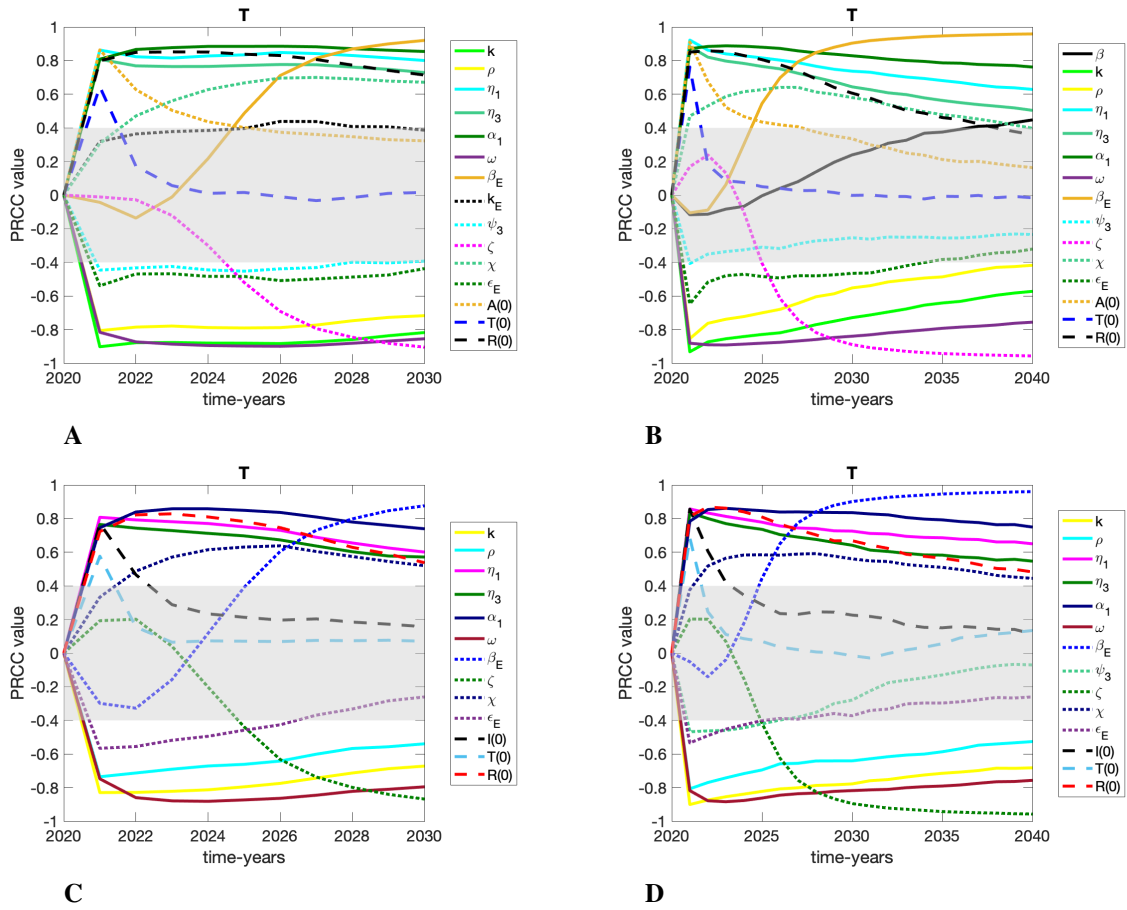 T
PRCC value
1
0.8
0.6
0.4
0.2
0
-0.2
-0.4
-0.6
-0.8
-1
2020 2022 2024 2026 2028 2030
time-years
k
ρ
η1
η3
α1
ω
βE
kE
ψ3
ζ
χ
ϵE
A(0)
T(0)
R(0)
A
T
PRCC value
1
0.8
0.6
0.4
0.2
0
-0.2
-0.4
-0.6
-0.8
-1
2020 2025 2030 2035 2040
time-years
β
k
ρ
η1
η3
α1
ω
βE
ψ3
ζ
χ
ϵE
A(0)
T(0)
R(0)
B
T
PRCC value
1
0.8
0.6
0.4
0.2
0
-0.2
-0.4
-0.6
-0.8
-1
2020 2022 2024 2026 2028 2030
time-years
k
ρ
η1
η3
α1
ω
βE
ζ
χ
ϵE
I(0)
T(0)
R(0)
C
T
PRCC value
1
0.8
0.6
0.4
0.2
0
-0.2
-0.4
-0.6
-0.8
-1
2020 2025 2030 2035 2040
time-years
k
ρ
η1
η3
α1
ω
βE
ψ3
ζ
χ
ϵE
I(0)
T(0)
R(0)
D